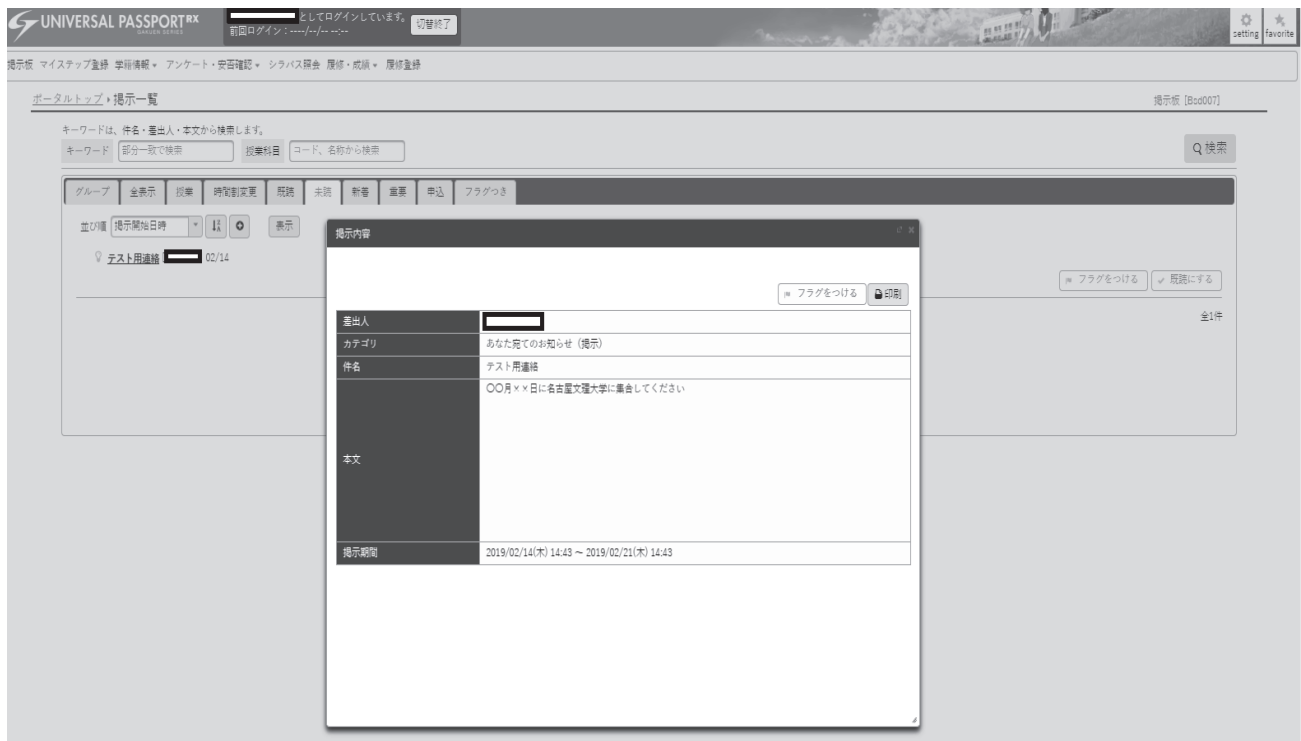 UNIVERSAL PASSPORT RX
GAKUEN SERIES
としてログインしています。
前回ログイン：----/--/-- --:--
切替終了
setting
favorite
掲示板 マイステップ登録 学籍情報 アンケート・安否確認 シラバス照会 履修・成績 履修登録
ポータルトップ 掲示一覧
掲示板 [Bsd007]
キーワードは、件名・差出人・本文から検索します。
キーワード 部分一致で検索 授業科目 コード、名称から検索
検索
グループ 全表示 授業 時間割変更 既読 未読 新着 重要 申込 フラグつき
並び順 掲示開始日時 表示
テスト用連絡 02/14
フラグをつける 既読にする
全1件
掲示内容
フラグをつける 印刷
差出人
カテゴリ あなた宛てのお知らせ（掲示）
件名 テスト用連絡
本文 〇〇月××日に名古屋文理大学に集合してください
掲示期間 2019/02/14(木) 14:43 ～ 2019/02/21(木) 14:43